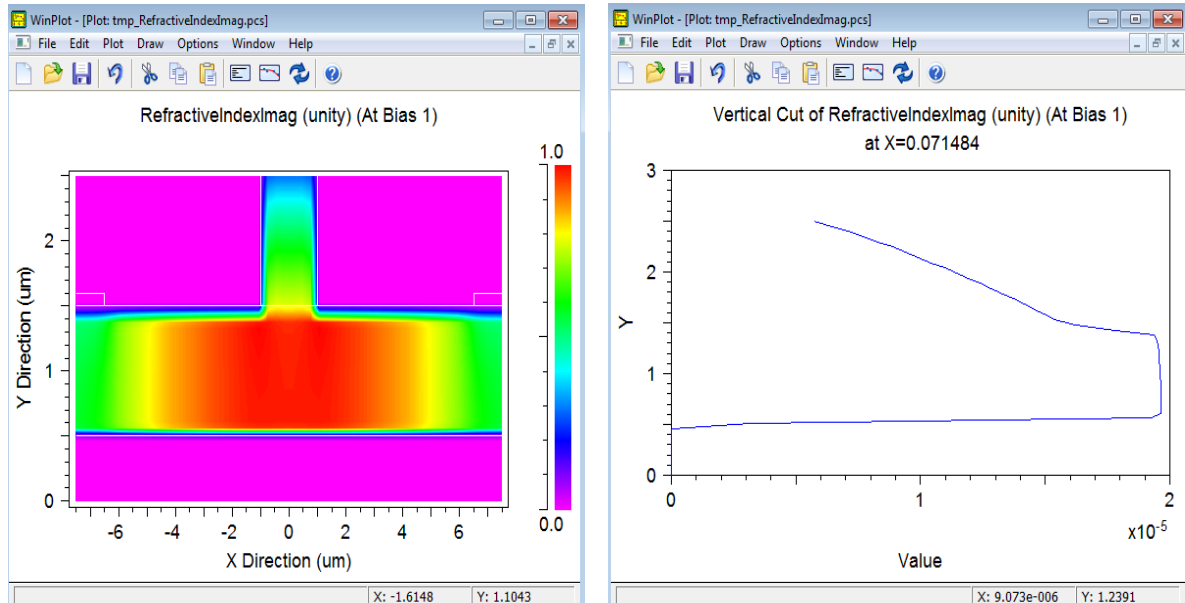 WinPlot - [Plot: tmp_RefractiveIndexImag.pcs]
File Edit Plot Draw Options Window Help
RefractiveIndexImag (unity) (At Bias 1)
1.0
0.0
2
1
0
Y Direction (um)
-6 -4 -2 0 2 4 6
X Direction (um)
X: -1.6148 Y: 1.1043
WinPlot - [Plot: tmp_RefractiveIndexImag.pcs]
File Edit Plot Draw Options Window Help
Vertical Cut of RefractiveIndexImag (unity) (At Bias 1)
at X=0.071484
3
2
1
0
Y
0 1 2
x10⁻⁵
Value
X: 9.073e-006 Y: 1.2391